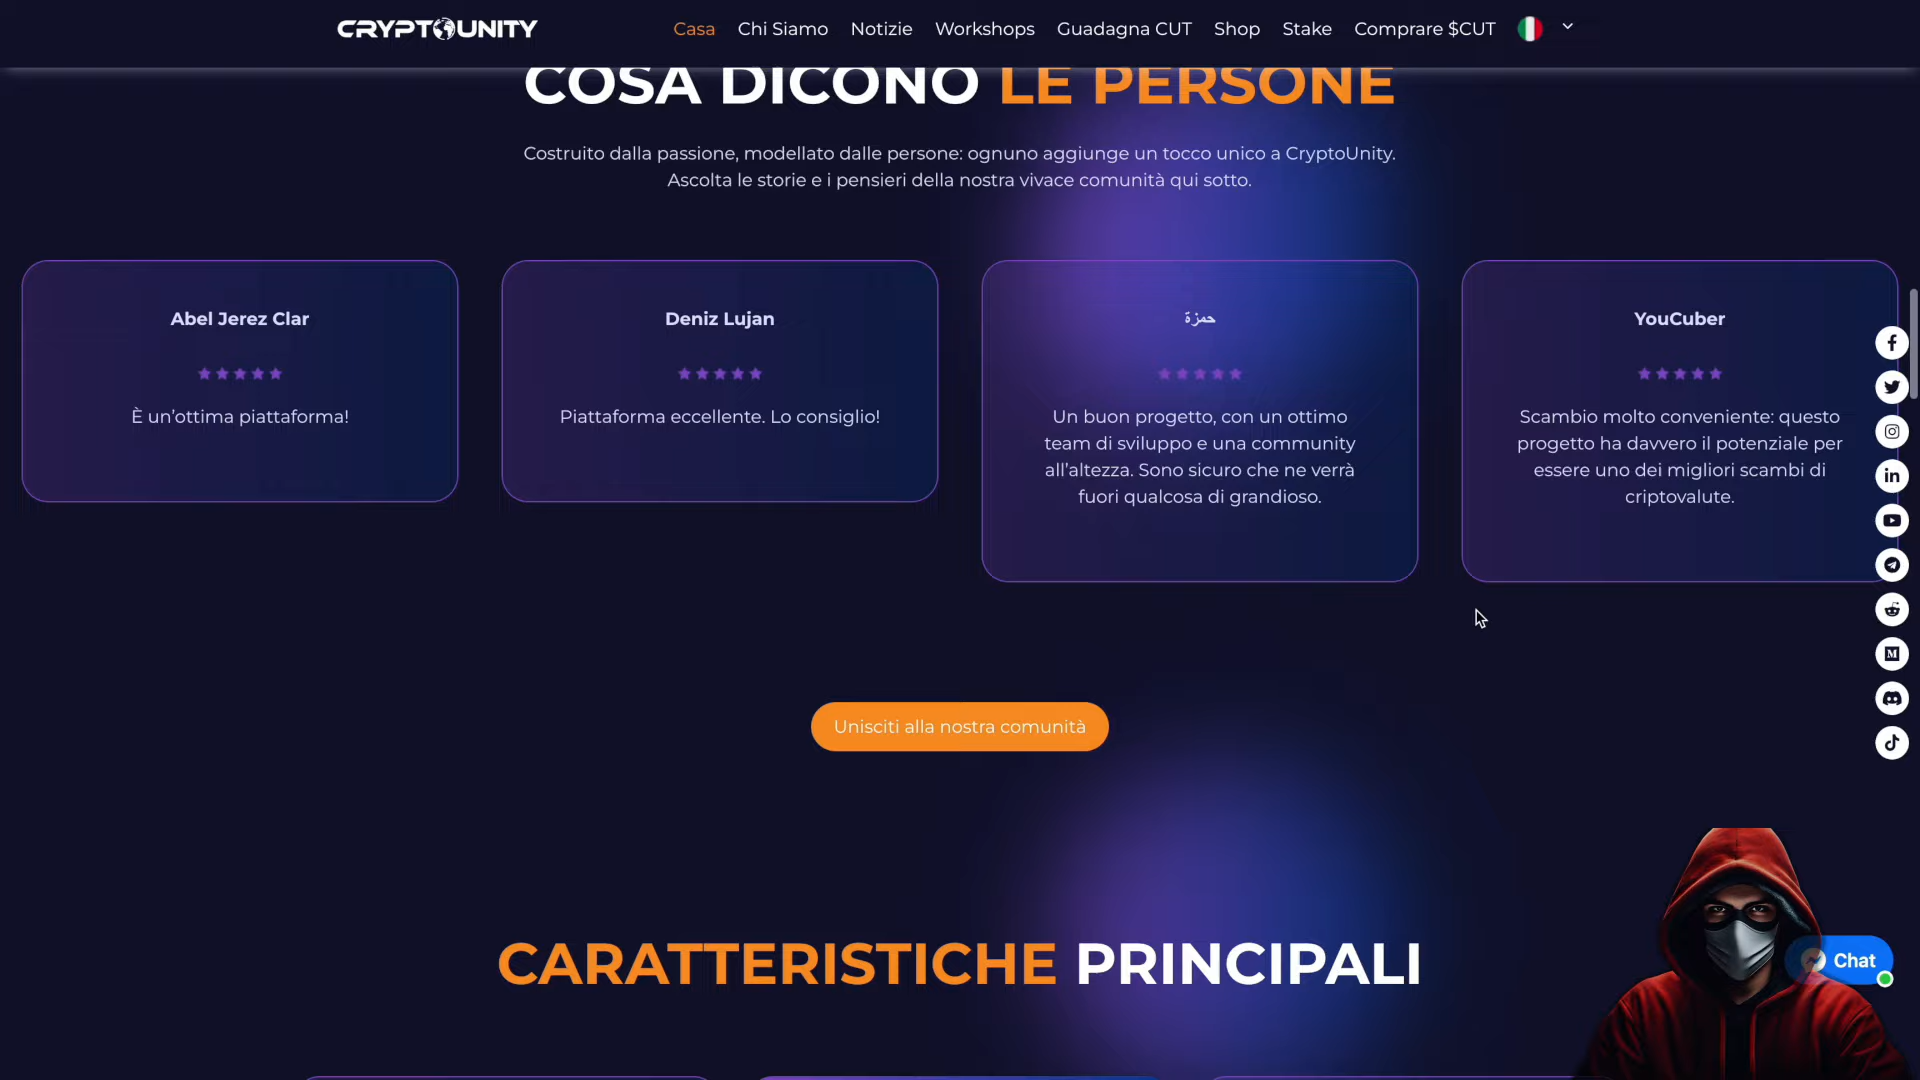 CRYPTOUNITY
Casa Chi Siamo Notizie Workshops Guadagna CUT Shop Stake Comprare $CUT
COSA DICONO LE PERSONE
Costruito dalla passione, modellato dalle persone: ognuno aggiunge un tocco unico a CryptoUnity.
Ascolta le storie e i pensieri della nostra vivace comunità qui sotto.
Abel Jerez Clar
È un’ottima piattaforma!
Deniz Lujan
Piattaforma eccellente. Lo consiglio!
حمزة
Un buon progetto, con un ottimo
team di sviluppo e una community
all’altezza. Sono sicuro che ne verrà
fuori qualcosa di grandioso.
YouCuber
Scambio molto conveniente: questo
progetto ha davvero il potenziale per
essere uno dei migliori scambi di
criptovalute.
Unisciti alla nostra comunità
CARATTERISTICHE PRINCIPALI
Chat